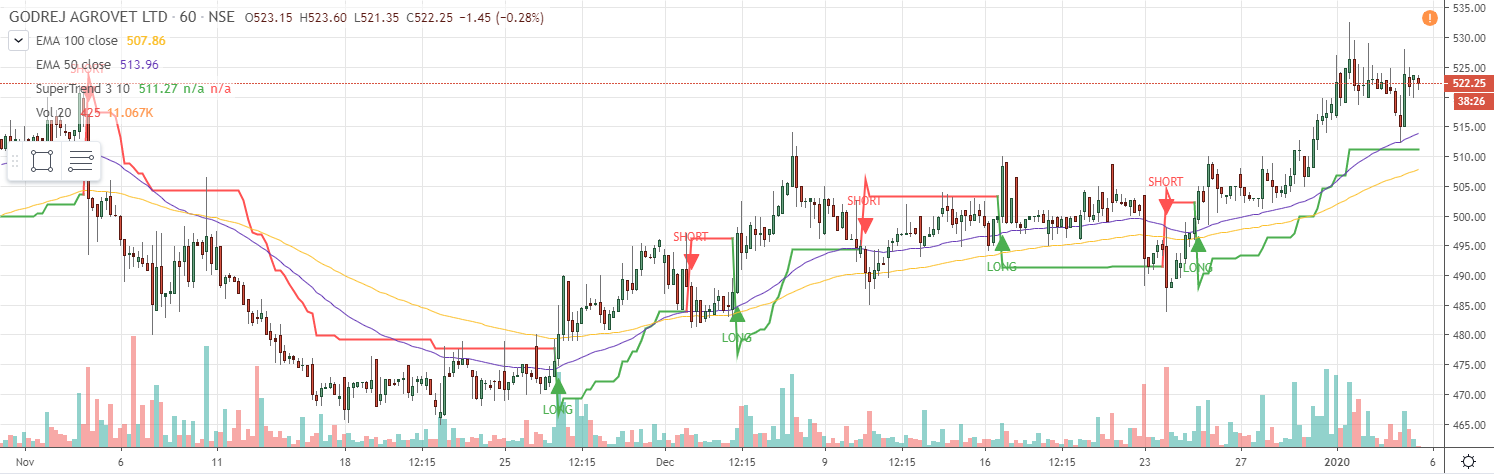 GODREJ AGROVET LTD · 60 · NSE O523.15 H523.60 L521.35 C522.25 −1.45 (−0.28%)
EMA 100 close 507.86
EMA 50 close 513.96
SHORT
SuperTrend 3 10 511.27 n/a n/a
Vol 20 425 11.067K
SHORT
LONG
SHORT
LONG
SHORT
LONG
SHORT
LONG
535.00
530.00
525.00
522.25
38:26
515.00
510.00
505.00
500.00
495.00
490.00
485.00
480.00
475.00
470.00
465.00
Nov 6 11 18 12:15 25 12:15 Dec 12:15 9 12:15 16 12:15 23 27 2020 6